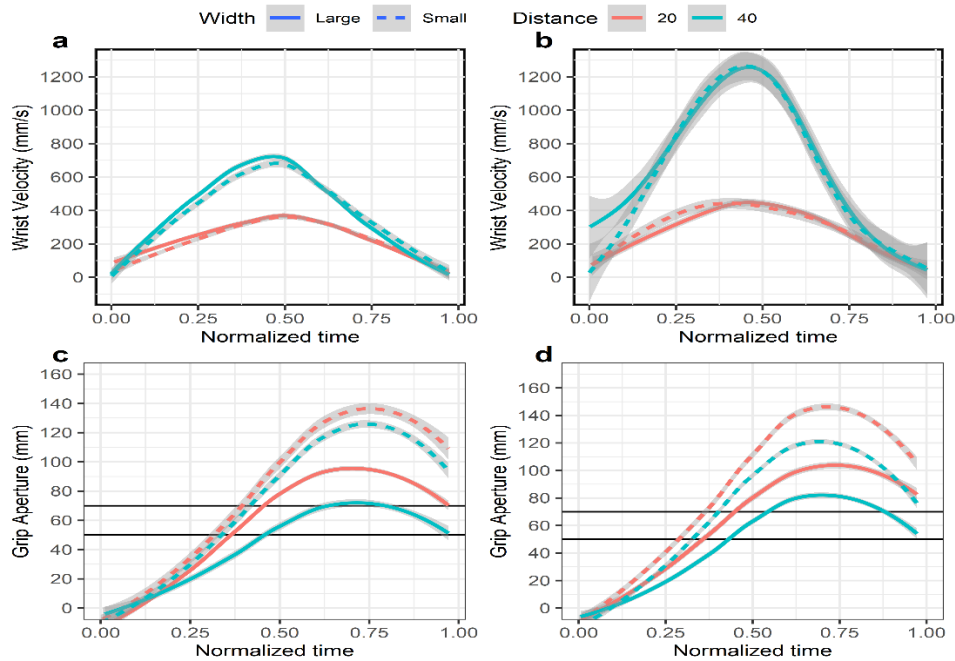 Width Large Small Distance 20 40
a b
Wrist Velocity (mm/s) Wrist Velocity (mm/s)
1200 1200
1000 1000
800 800
600 600
400 400
200 200
0 0
0.00 0.25 0.50 0.75 1.00 0.00 0.25 0.50 0.75 1.00
Normalized time Normalized time
c d
Grip Aperture (mm) Grip Aperture (mm)
160 160
140 140
120 120
100 100
80 80
60 60
40 40
20 20
0 0
0.00 0.25 0.50 0.75 1.00 0.00 0.25 0.50 0.75 1.00
Normalized time Normalized time